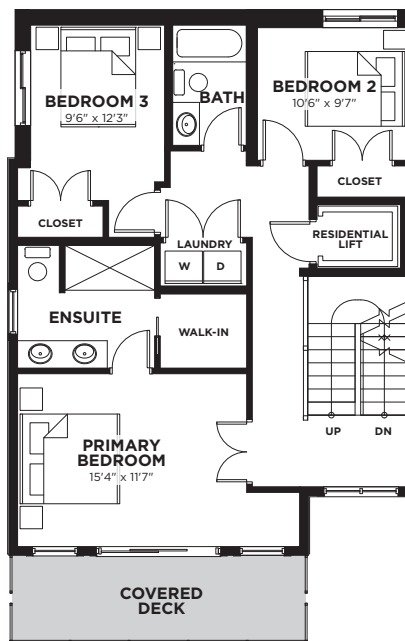 BEDROOM 3
9'6" x 12'3"
BATH
BEDROOM 2
10'6" x 9'7"
CLOSET
CLOSET
LAUNDRY
W D
RESIDENTIAL
LIFT
ENSUITE
WALK-IN
UP DN
PRIMARY
BEDROOM
15'4" x 11'7"
COVERED
DECK